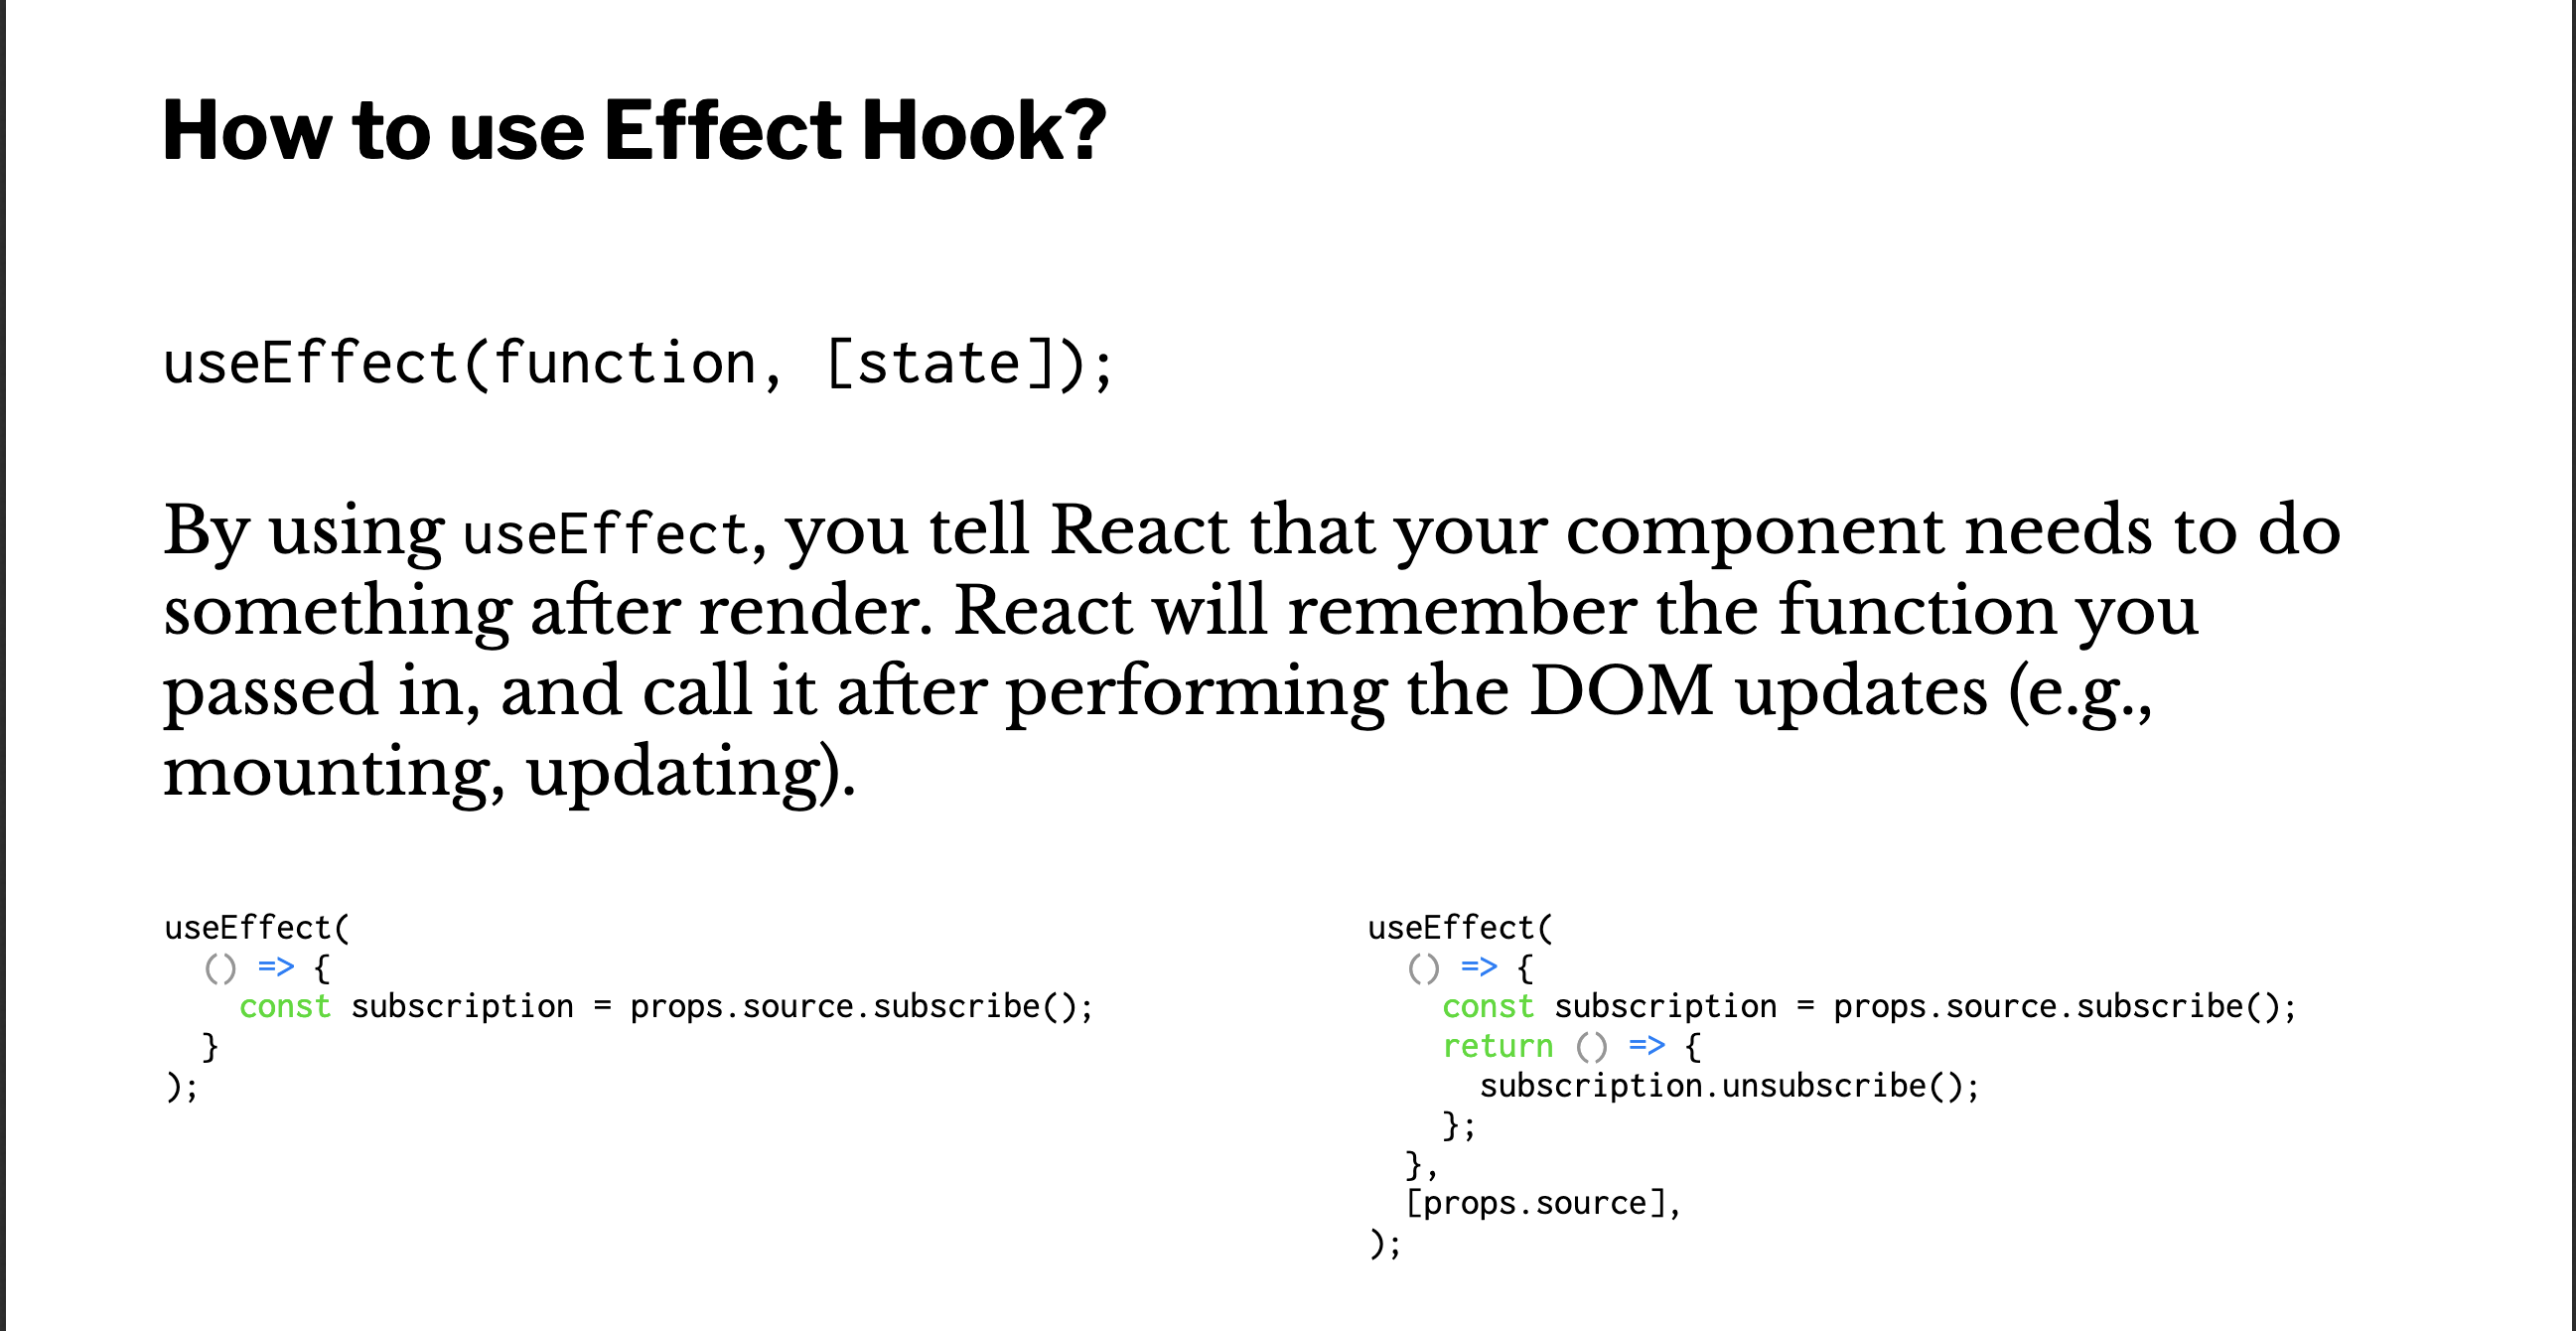 How to use Effect Hook?
useEffect(function, [state]);
By using useEffect, you tell React that your component needs to do
something after render. React will remember the function you
passed in, and call it after performing the DOM updates (e.g.,
mounting, updating).
useEffect(
  () => {
    const subscription = props.source.subscribe();
  }
);
useEffect(
  () => {
    const subscription = props.source.subscribe();
    return () => {
      subscription.unsubscribe();
    };
  },
  [props.source],
);